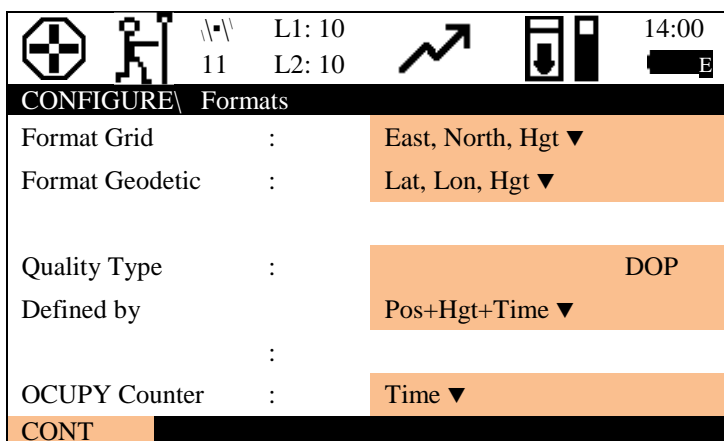 L1: 10
14:00
11 L2: 10
E
CONFIGURE\ Formats
Format Grid : East, North, Hgt ▼
Format Geodetic : Lat, Lon, Hgt ▼
Quality Type : DOP
Defined by Pos+Hgt+Time ▼
:
OCUPY Counter : Time ▼
CONT